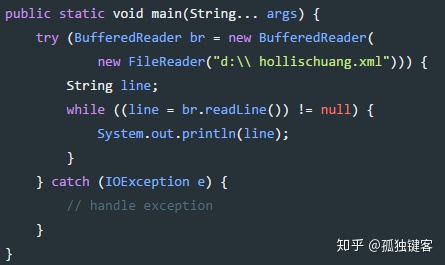 public static void main(String... args) {
    try (BufferedReader br = new BufferedReader(
            new FileReader("d:\\ hollischuang.xml"))) {
        String line;
        while ((line = br.readLine()) != null) {
            System.out.println(line);
        }
    } catch (IOException e) {
        // handle exception
    }
}
知乎 @孤独键客